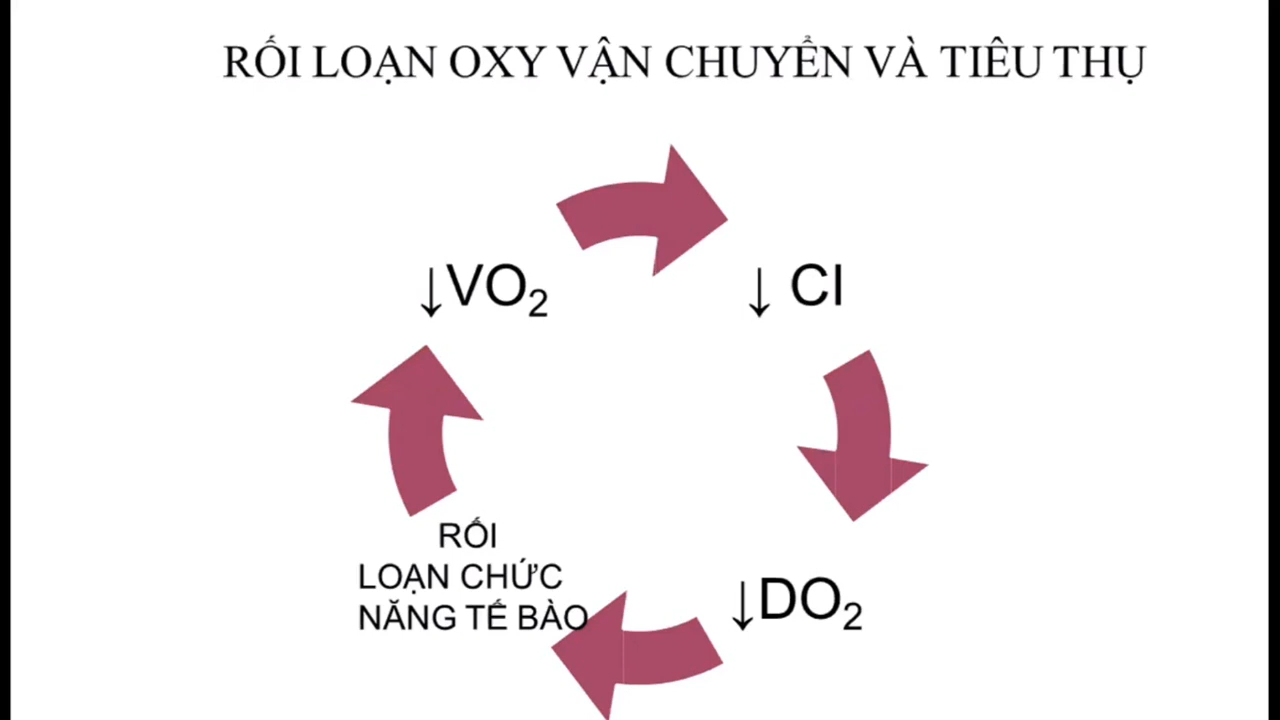 RỐI LOẠN OXY VẬN CHUYỂN VÀ TIÊU THỤ
↓VO₂
↓ CI
↓DO₂
RỐI
LOẠN CHỨC
NĂNG TẾ BÀO